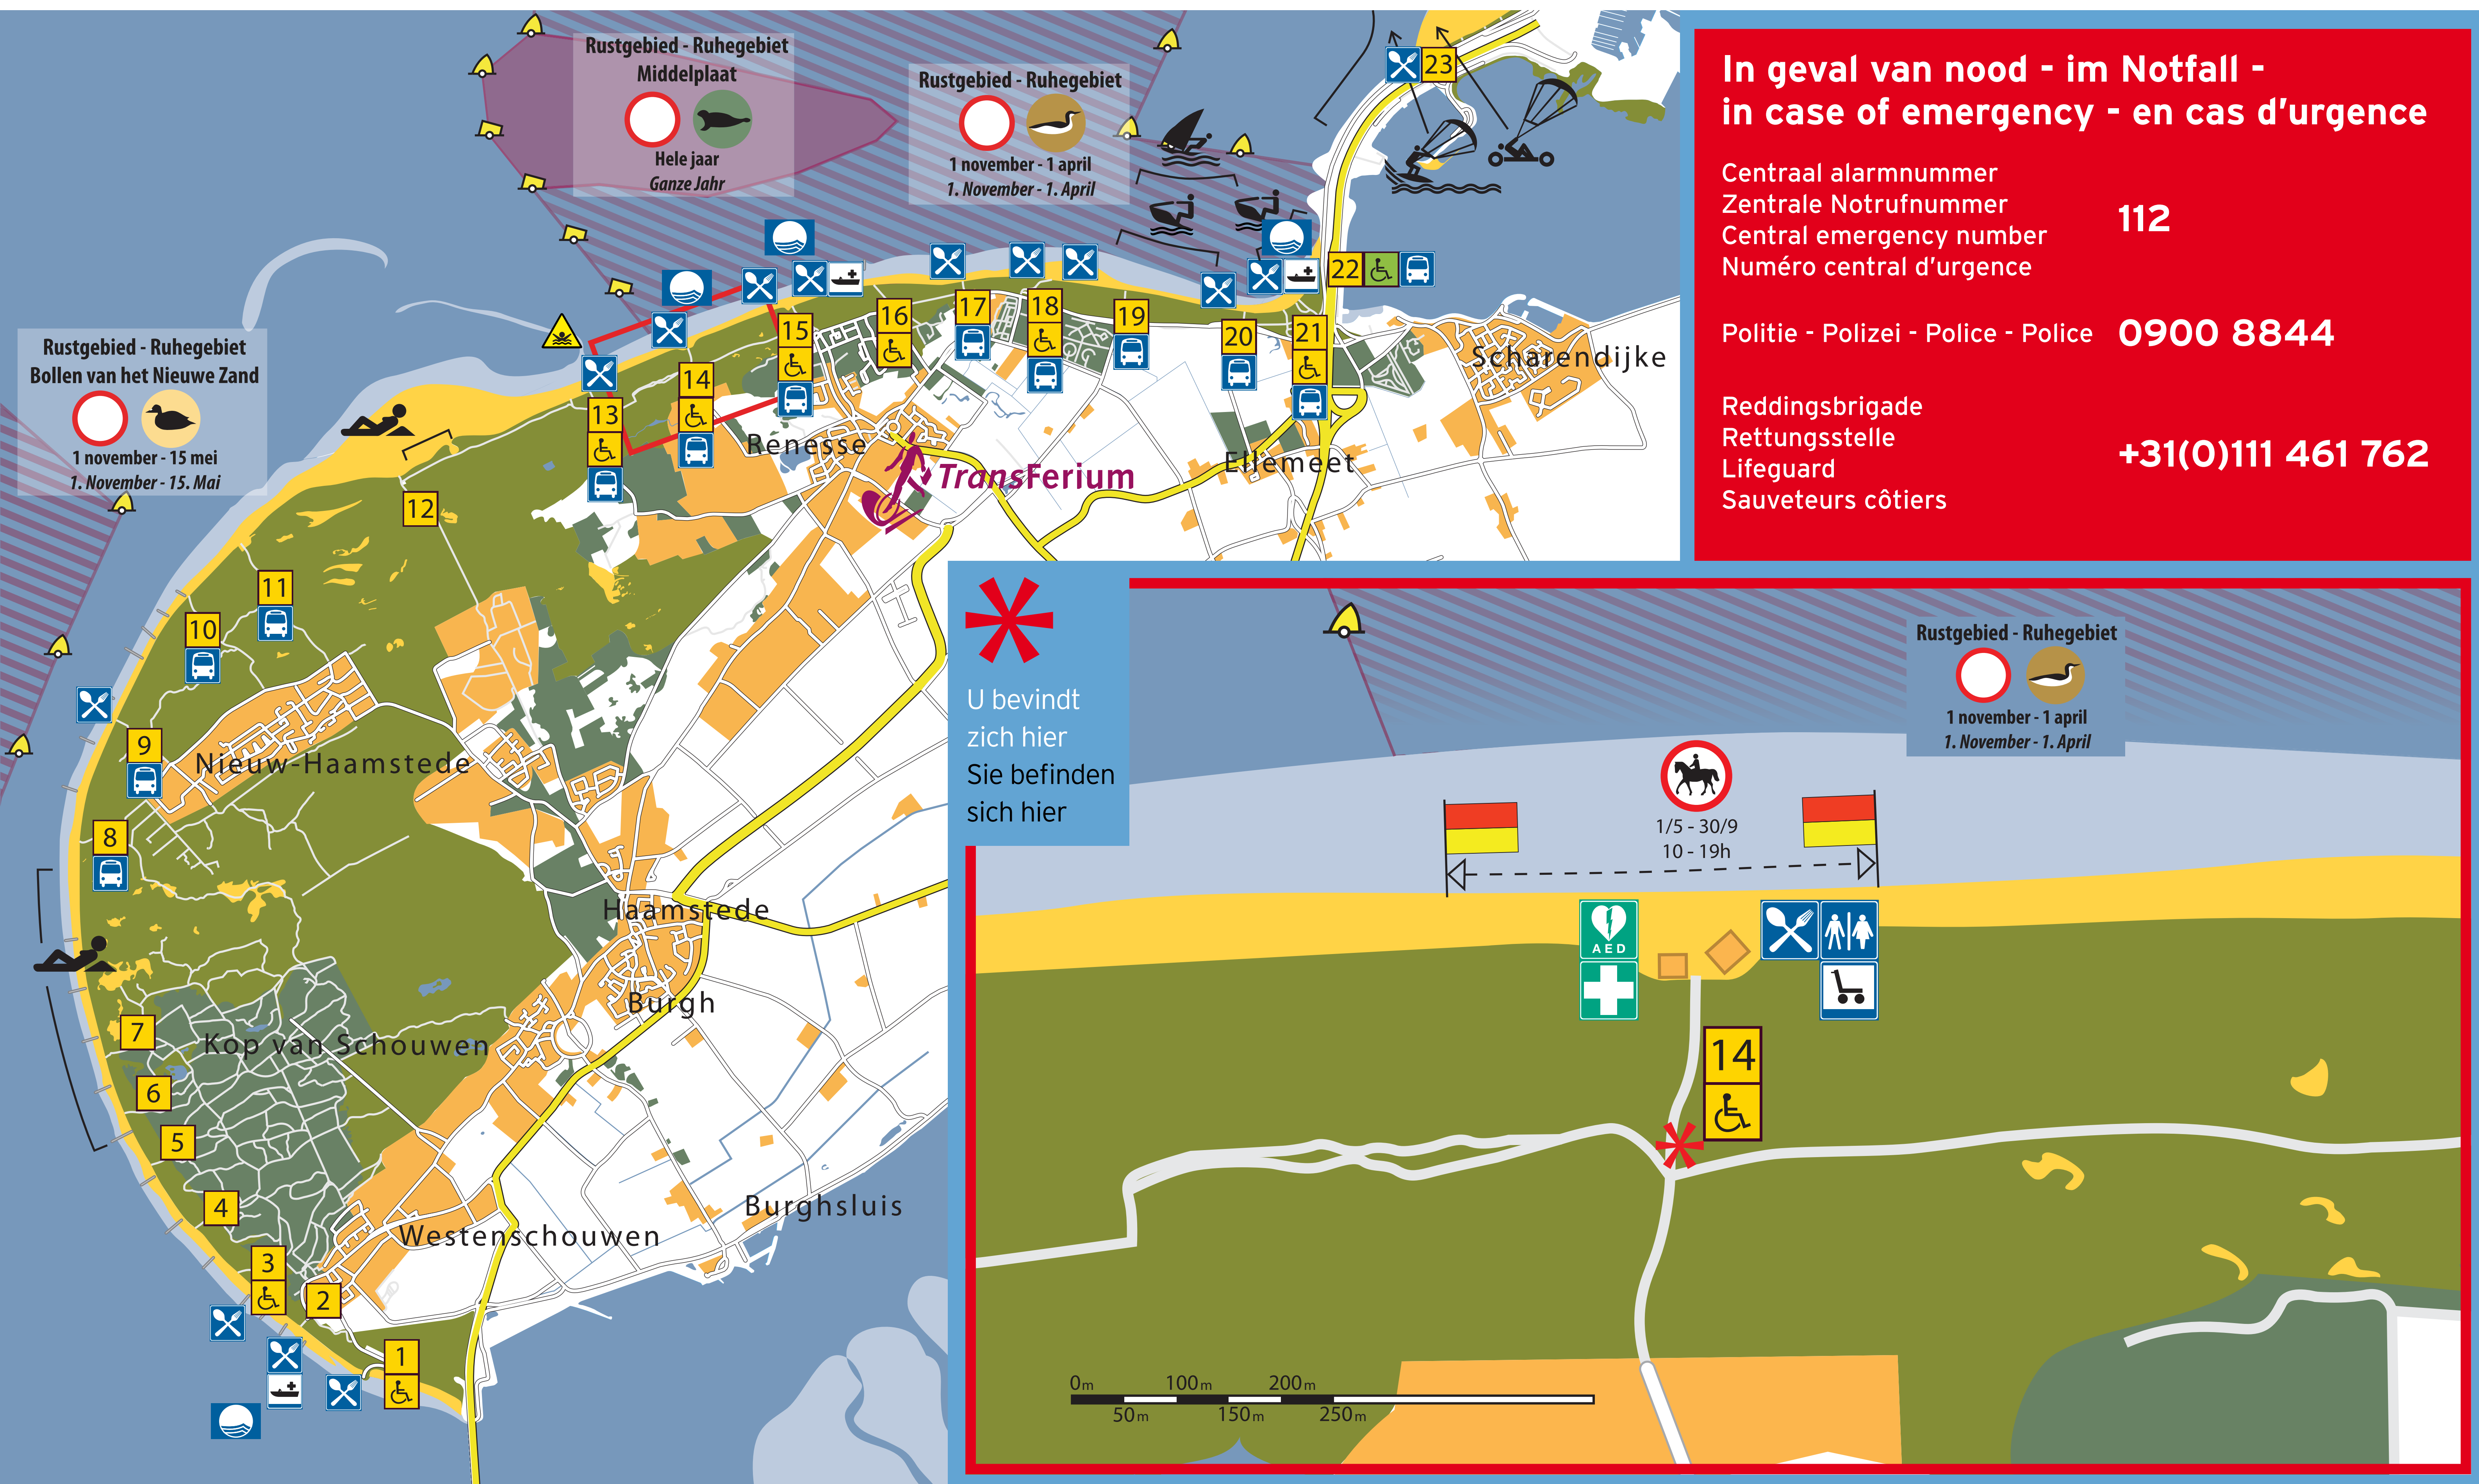 Rustgebied - Ruhegebiet
Middelplaat
Hele jaar
Ganze Jahr
Rustgebied - Ruhegebiet
1 november - 1 april
1. November - 1. April
23
Rustgebied - Ruhegebiet
Bollen van het Nieuwe Zand
1 november - 15 mei
1. November - 15. Mai
22
15
16
17
18
19
20
21
14
13
12
11
10
9
8
7
6
5
4
3
2
1
Scharendijke
Renesse
TransFerium
Ellemeet
Nieuw-Haamstede
Haamstede
Burgh
Kop van Schouwen
Burghsluis
Westenschouwen
In geval van nood - im Notfall -
in case of emergency - en cas d'urgence
Centraal alarmnummer
Zentrale Notrufnummer
Central emergency number
Numéro central d'urgence
112
Politie - Polizei - Police - Police
0900 8844
Reddingsbrigade
Rettungsstelle
Lifeguard
Sauveteurs côtiers
+31(0)111 461 762
U bevindt
zich hier
Sie befinden
sich hier
Rustgebied - Ruhegebiet
1 november - 1 april
1. November - 1. April
1/5 - 30/9
10 - 19h
AED
14
0m 100m 200m
50m 150m 250m